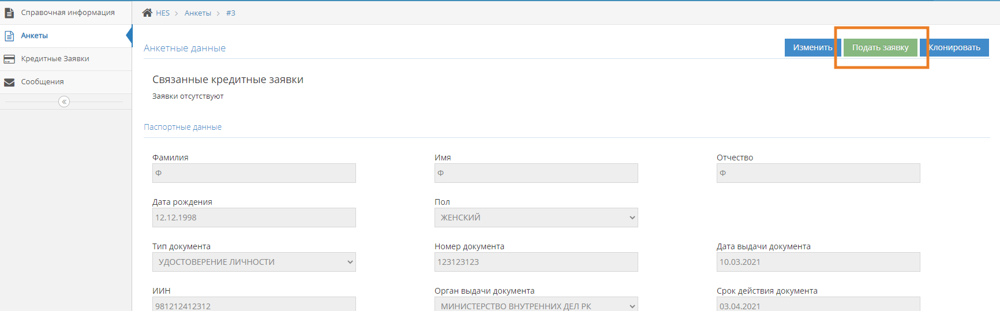 Справочная информация
Анкеты
Кредитные Заявки
Сообщения
HES > Анкеты > #3
Анкетные данные
Изменить Подать заявку Клонировать
Связанные кредитные заявки
Заявки отсутствуют
Паспортные данные
Фамилия Имя Отчество
Ф Ф Ф
Дата рождения Пол
12.12.1998 ЖЕНСКИЙ
Тип документа Номер документа Дата выдачи документа
УДОСТОВЕРЕНИЕ ЛИЧНОСТИ 123123123 10.03.2021
ИИН Орган выдачи документа Срок действия документа
981212412312 МИНИСТЕРСТВО ВНУТРЕННИХ ДЕЛ РК 03.04.2021